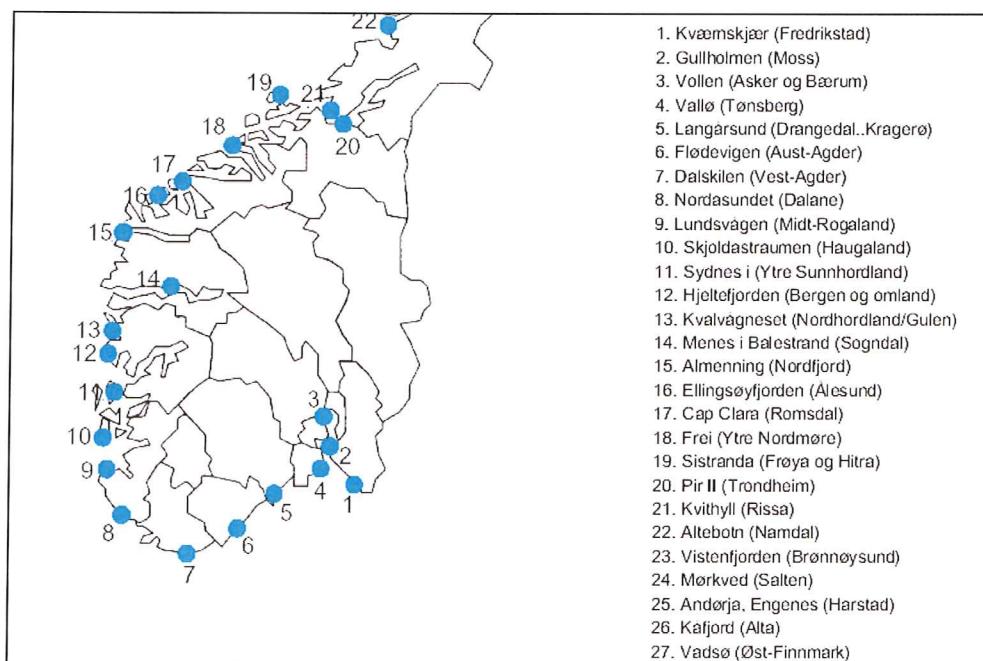 22
19
21
18
20
17
16
15
14
13
12
11
10
9
8
7
6
5
4
3
2
1
1. Kværnskjær (Fredrikstad)
2. Gullholmen (Moss)
3. Vollen (Asker og Bærum)
4. Vallø (Tønsberg)
5. Langårsund (Drangedal..Kragerø)
6. Flødevigen (Aust-Agder)
7. Dalskilen (Vest-Agder)
8. Nordasundet (Dalane)
9. Lundsvågen (Midt-Rogaland)
10. Skjoldastraumen (Haugaland)
11. Sydnes i (Ytre Sunnhordland)
12. Hjeltefjorden (Bergen og omland)
13. Kvalvågneset (Nordhordland/Gulen)
14. Menes i Balestrand (Sogndal)
15. Almenning (Nordfjord)
16. Ellingsøyfjorden (Ålesund)
17. Cap Clara (Romsdal)
18. Frei (Ytre Nordmøre)
19. Sistranda (Frøya og Hitra)
20. Pir II (Trondheim)
21. Kvithyll (Rissa)
22. Altebotn (Namdal)
23. Vistenfjorden (Brønnøysund)
24. Mørkved (Salten)
25. Andørja, Engenes (Harstad)
26. Kåfjord (Alta)
27. Vadsø (Øst-Finnmark)